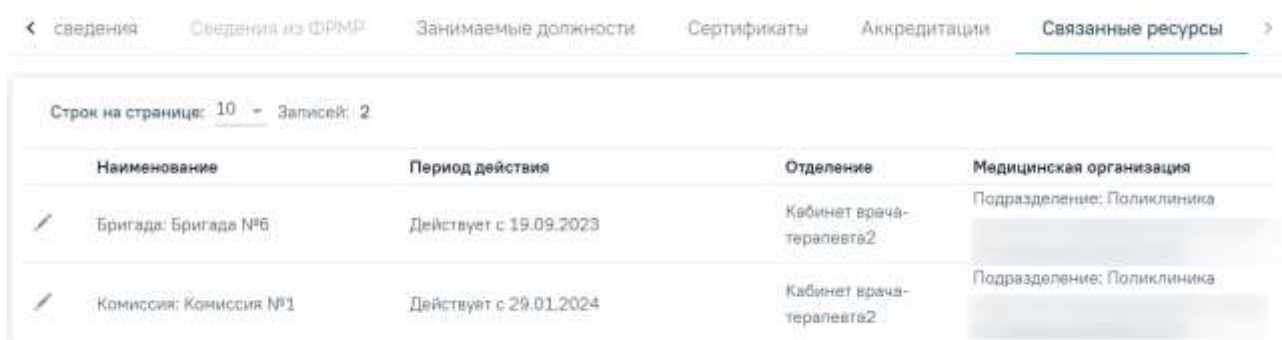 сведения Сведения из ФРМР Занимаемые должности Сертификаты Аккредитации Связанные ресурсы
Строк на странице: 10 Записей: 2
Наименование Период действия Отделение Медицинская организация
Бригада: Бригада №6 Действует с 19.09.2023 Кабинет врача- Подразделение: Поликлиника
терапевта2
Комиссия: Комиссия №1 Действует с 29.01.2024 Кабинет врача- Подразделение: Поликлиника
терапевта2